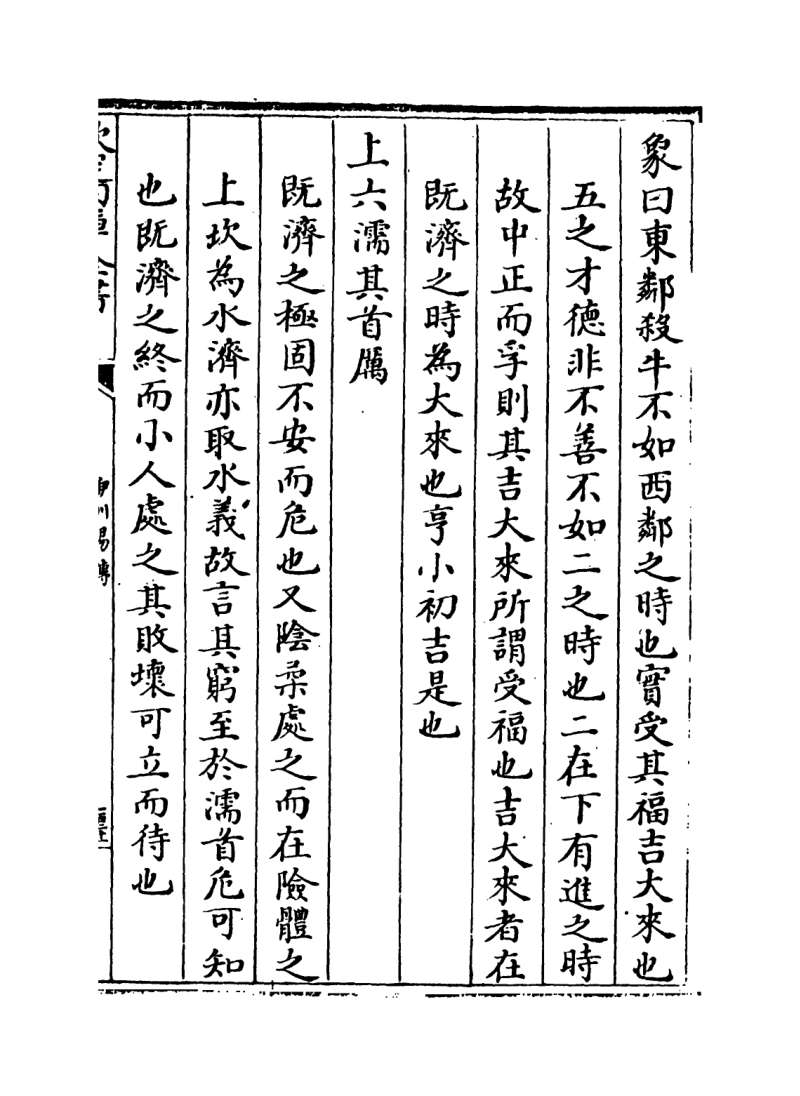 象曰東鄰殺牛不如西鄰之時也實受其福吉大來也
五之才德非不善不如二之時也二在下有進之時
故中正而孚則其吉大來所謂受福也吉大來者在
既濟之時為大來也亨小初吉是也
上六濡其首厲
既濟之極固不安而危也又陰柔處之而在險體之
上坎為水濟亦取水義故言其窮至於濡首危可知
也既濟之終而小人處之其敗壞可立而待也
易傳